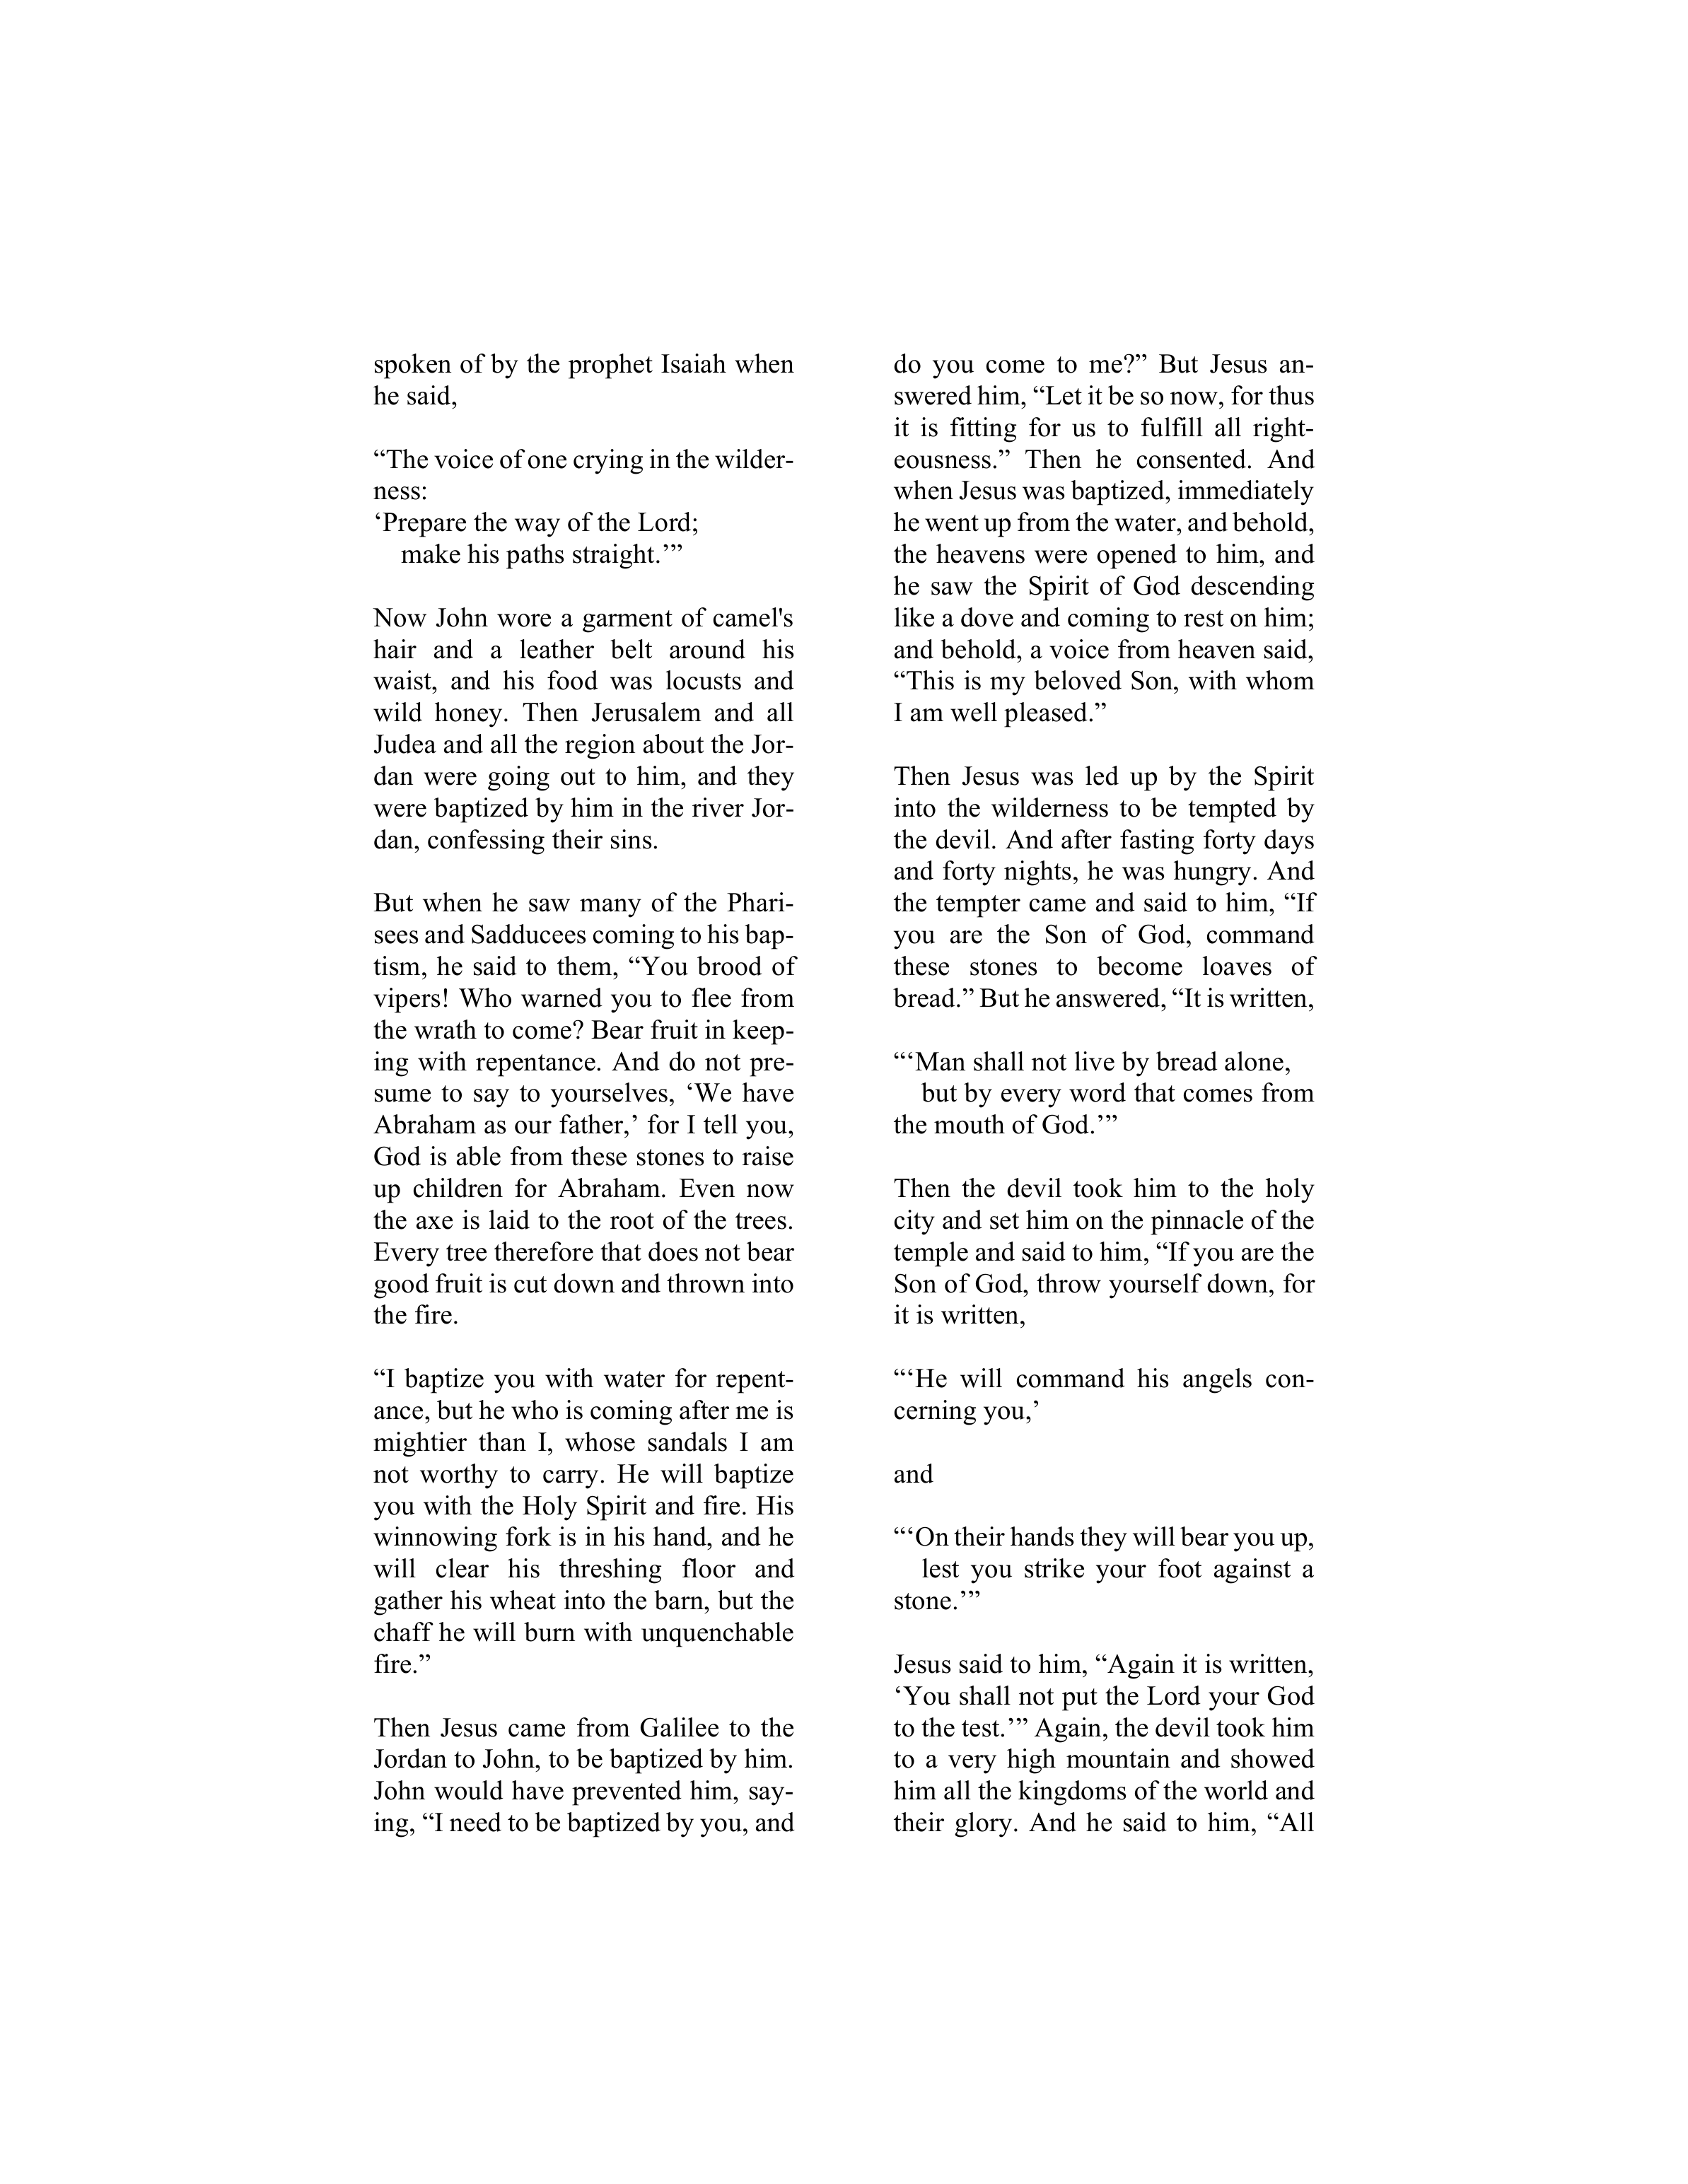 spoken of by the prophet Isaiah when
he said,
“The voice of one crying in the wilder-
ness:
‘Prepare the way of the Lord;
make his paths straight.’”
Now John wore a garment of camel's
hair and a leather belt around his
waist, and his food was locusts and
wild honey. Then Jerusalem and all
Judea and all the region about the Jor-
dan were going out to him, and they
were baptized by him in the river Jor-
dan, confessing their sins.
But when he saw many of the Phari-
sees and Sadducees coming to his bap-
tism, he said to them, “You brood of
vipers! Who warned you to flee from
the wrath to come? Bear fruit in keep-
ing with repentance. And do not pre-
sume to say to yourselves, ‘We have
Abraham as our father,’ for I tell you,
God is able from these stones to raise
up children for Abraham. Even now
the axe is laid to the root of the trees.
Every tree therefore that does not bear
good fruit is cut down and thrown into
the fire.
“I baptize you with water for repent-
ance, but he who is coming after me is
mightier than I, whose sandals I am
not worthy to carry. He will baptize
you with the Holy Spirit and fire. His
winnowing fork is in his hand, and he
will clear his threshing floor and
gather his wheat into the barn, but the
chaff he will burn with unquenchable
fire.”
Then Jesus came from Galilee to the
Jordan to John, to be baptized by him.
John would have prevented him, say-
ing, “I need to be baptized by you, and
do you come to me?” But Jesus an-
swered him, “Let it be so now, for thus
it is fitting for us to fulfill all right-
eousness.” Then he consented. And
when Jesus was baptized, immediately
he went up from the water, and behold,
the heavens were opened to him, and
he saw the Spirit of God descending
like a dove and coming to rest on him;
and behold, a voice from heaven said,
“This is my beloved Son, with whom
I am well pleased.”
Then Jesus was led up by the Spirit
into the wilderness to be tempted by
the devil. And after fasting forty days
and forty nights, he was hungry. And
the tempter came and said to him, “If
you are the Son of God, command
these stones to become loaves of
bread.” But he answered, “It is written,
“‘Man shall not live by bread alone,
but by every word that comes from
the mouth of God.’”
Then the devil took him to the holy
city and set him on the pinnacle of the
temple and said to him, “If you are the
Son of God, throw yourself down, for
it is written,
“‘He will command his angels con-
cerning you,’
and
“‘On their hands they will bear you up,
lest you strike your foot against a
stone.’”
Jesus said to him, “Again it is written,
‘You shall not put the Lord your God
to the test.’” Again, the devil took him
to a very high mountain and showed
him all the kingdoms of the world and
their glory. And he said to him, “All